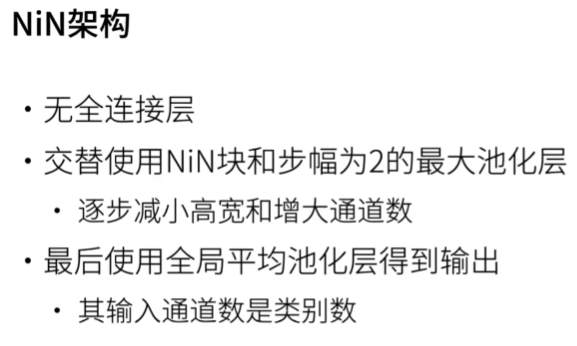 NiN架构
• 无全连接层
• 交替使用NiN块和步幅为2的最大池化层
• 逐步减小高宽和增大通道数
• 最后使用全局平均池化层得到输出
• 其输入通道数是类别数